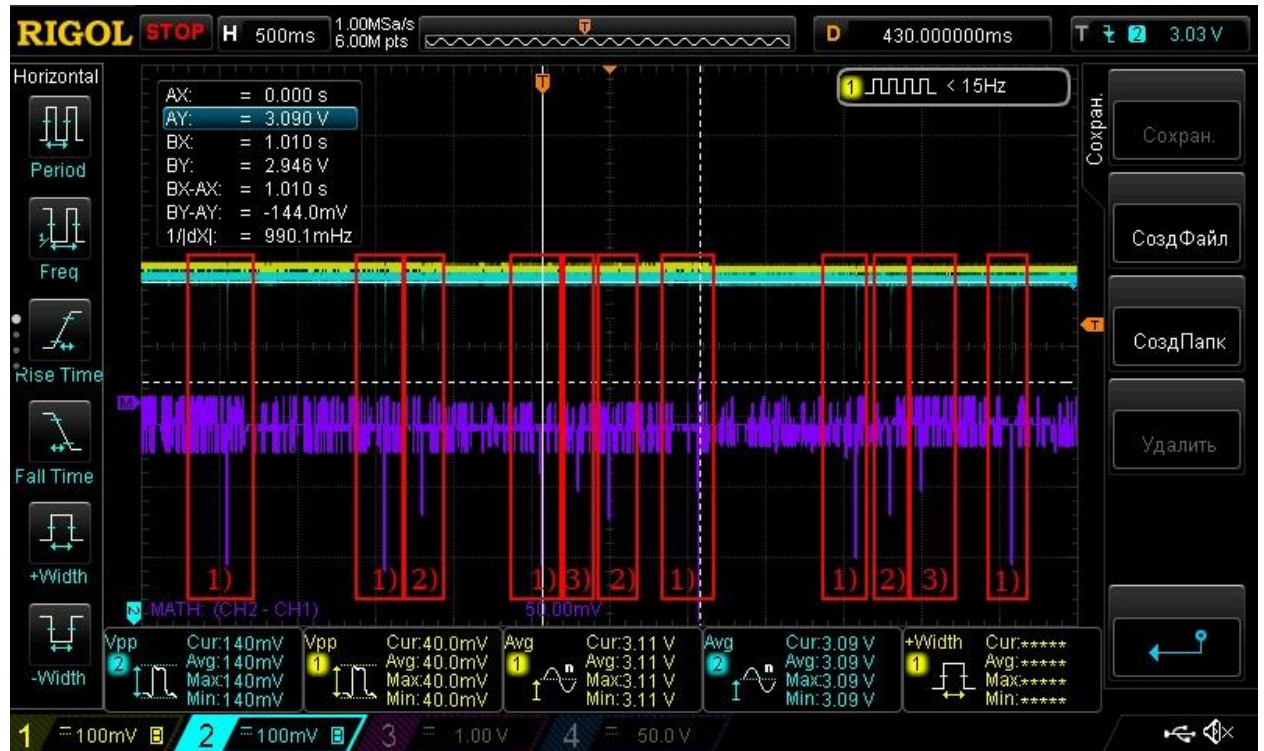 RIGOL STOP H 500ms 1.00MSa/s 6.00M pts D 430.000000ms T 2 3.03 V
Horizontal
Period
Freq
Rise Time
Fall Time
+Width
-Width
AX: = 0.000 s
AY: = 3.090 V
BX: = 1.010 s
BY: = 2.946 V
BX-AX: = 1.010 s
BY-AY: = -144.0mV
1/|dX|: = 990.1mHz
T
1 < 15Hz
T
M
1) 1) 2) 1) 3) 2) 1) 1) 2) 3) 1)
2 MATH: (CH2 - CH1) 50.00mV
Сохран.
Сохран.
СоздФайл
СоздПапк
Удалить
Vpp 2 Cur:140mV
Avg:140mV
Max:140mV
Min:140mV
Vpp 1 Cur:40.0mV
Avg:40.0mV
Max:40.0mV
Min:40.0mV
Avg 1 n Cur:3.11 V
Avg:3.11 V
Max:3.11 V
Min:3.11 V
Avg 2 n Cur:3.09 V
Avg:3.09 V
Max:3.09 V
Min:3.09 V
+Width 1 Cur:*****
Avg:*****
Max:*****
Min:*****
1 100mV B 2 100mV B 3 1.00 V 4 50.0 V